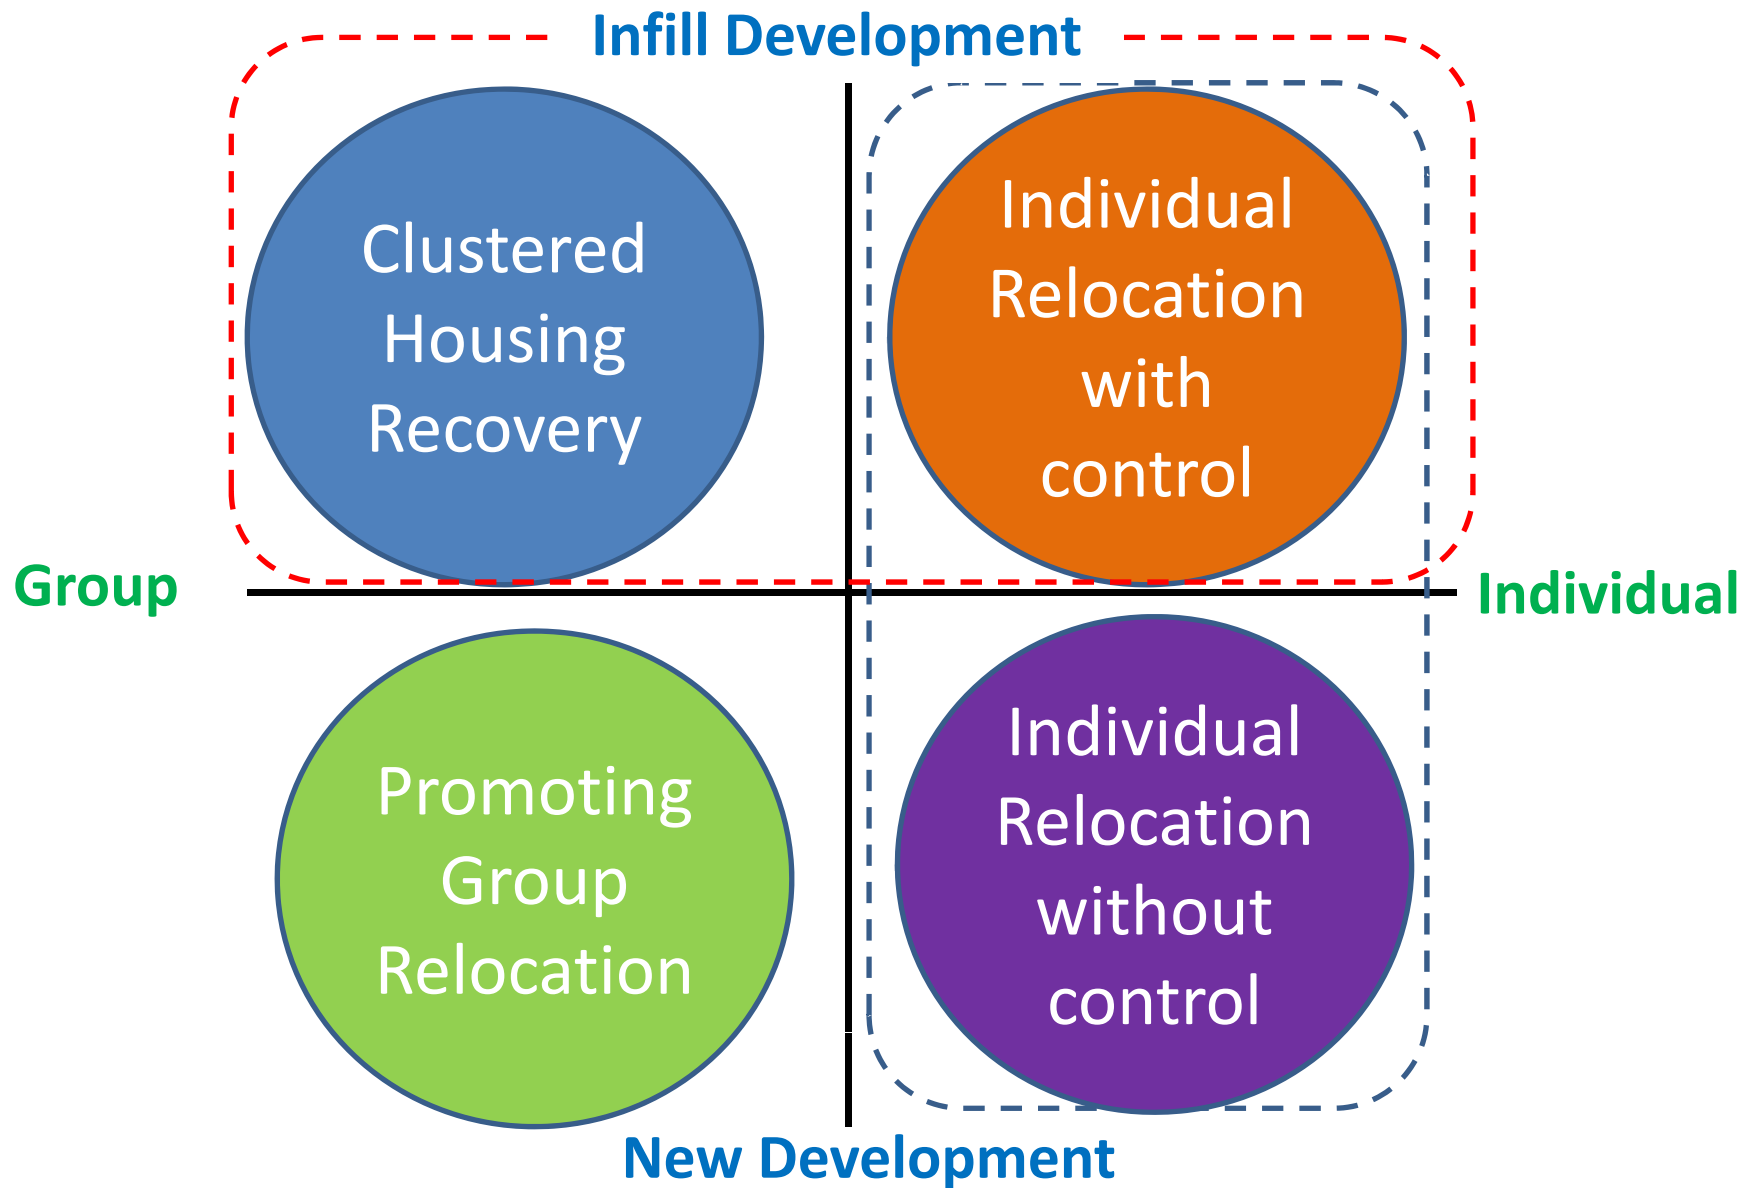 Infill Development
Clustered
Housing
Recovery
Individual
Relocation
with
control
Group
Individual
Promoting
Group
Relocation
Individual
Relocation
without
control
New Development